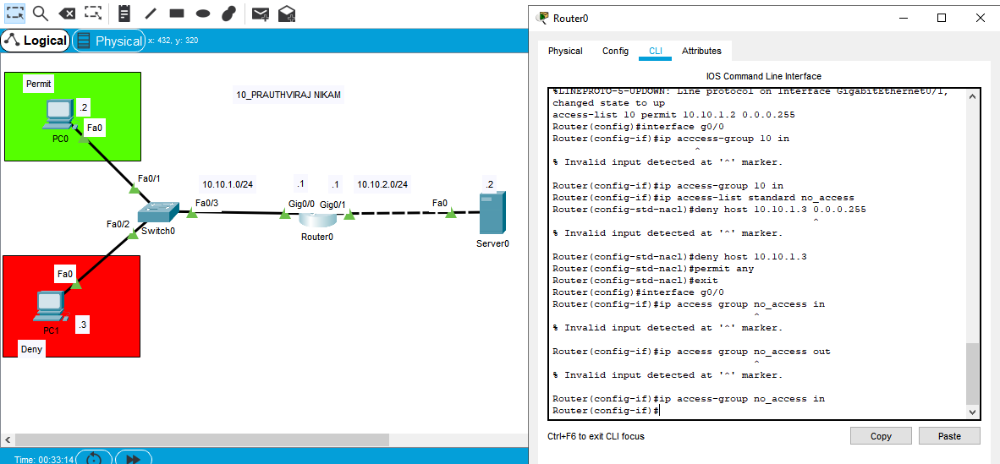 Logical
Physical
x: 432, y: 320
Permit
10_PRAUTHVIRAJ NIKAM
.2
Fa0
PC0
Fa0/1
10.10.1.0/24
.1
.1
10.10.2.0/24
.2
Fa0/3
Gig0/0
Gig0/1
Fa0
Fa0/2
Switch0
Router0
Server0
Fa0
PC1
.3
Deny
Time: 00:33:14
Router0
Physical
Config
CLI
Attributes
IOS Command Line Interface
%LINEPROTO-5-UPDOWN: Line protocol on Interface GigabitEthernet0/1,
changed state to up
access-list 10 permit 10.10.1.2 0.0.0.255
Router(config)#interface g0/0
Router(config-if)#ip acccess-group 10 in
^
% Invalid input detected at '^' marker.
Router(config-if)#ip access-group 10 in
Router(config-if)#ip access-list standard no_access
Router(config-std-nacl)#deny host 10.10.1.3 0.0.0.255
^
% Invalid input detected at '^' marker.
Router(config-std-nacl)#deny host 10.10.1.3
Router(config-std-nacl)#permit any
Router(config-std-nacl)#exit
Router(config)#interface g0/0
Router(config-if)#ip access group no_access in
^
% Invalid input detected at '^' marker.
Router(config-if)#ip access group no_access out
^
% Invalid input detected at '^' marker.
Router(config-if)#ip access-group no_access in
Router(config-if)#
Ctrl+F6 to exit CLI focus
Copy
Paste